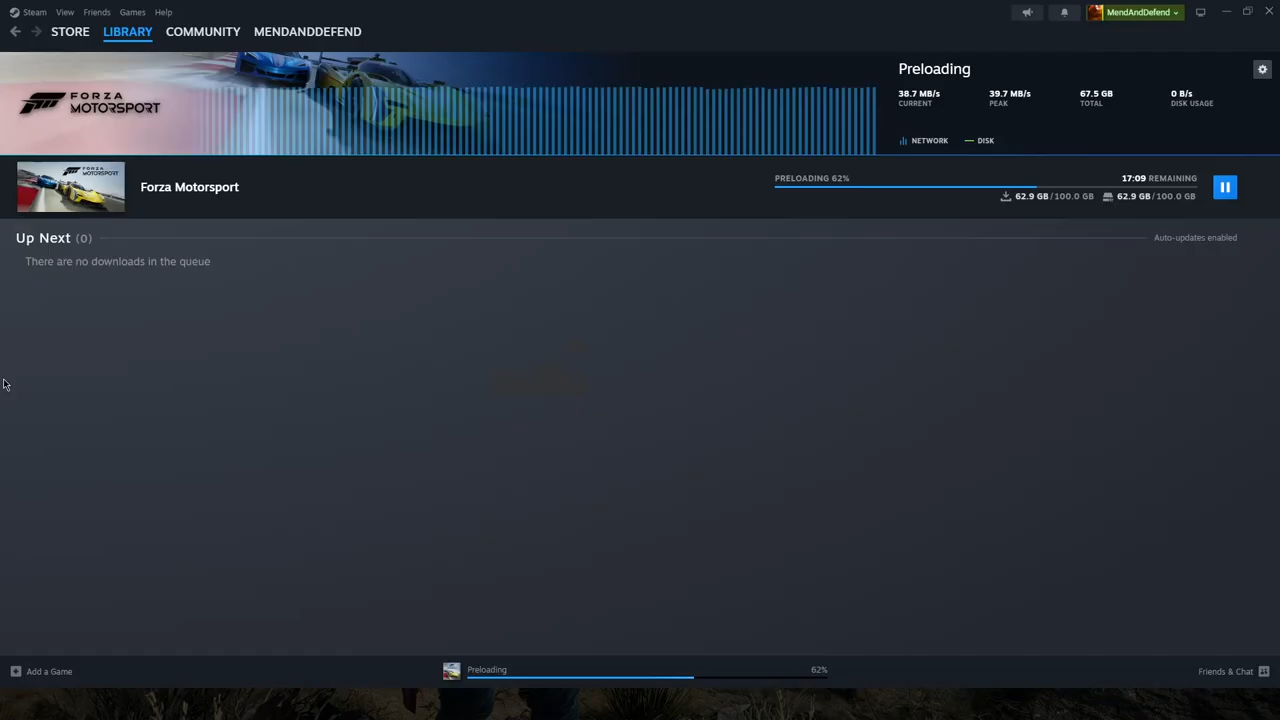 Steam View Friends Games Help MendAndDefend
STORE LIBRARY COMMUNITY MENDANDDEFEND
FORZA
MOTORSPORT
Preloading
38.7 MB/s 39.7 MB/s 67.5 GB 0 B/s
CURRENT PEAK TOTAL DISK USAGE
NETWORK DISK
FORZA
MOTORSPORT
Forza Motorsport
PRELOADING 62% 17:09 REMAINING
62.9 GB/100.0 GB 62.9 GB/100.0 GB
Up Next (0) Auto-updates enabled
There are no downloads in the queue
Add a Game Preloading 62% Friends & Chat